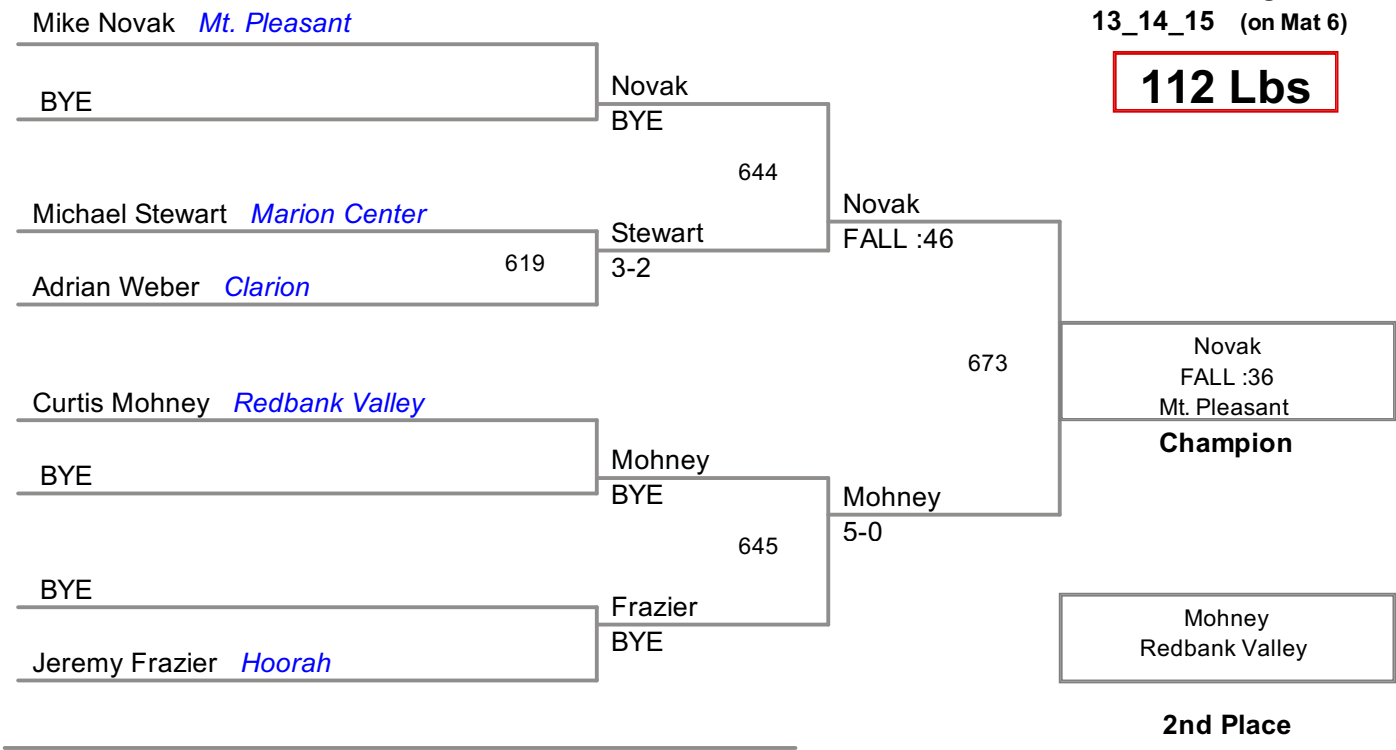 13_14_15 (on Mat 6)
112 Lbs
Mike Novak Mt. Pleasant
BYE
Novak
BYE
644
Michael Stewart Marion Center
619
Adrian Weber Clarion
Stewart
3-2
Novak
FALL :46
Curtis Mohney Redbank Valley
BYE
Mohney
BYE
645
BYE
Jeremy Frazier Hoorah
Frazier
BYE
Mohney
5-0
673
Novak
FALL :36
Mt. Pleasant
Champion
Mohney
Redbank Valley
2nd Place